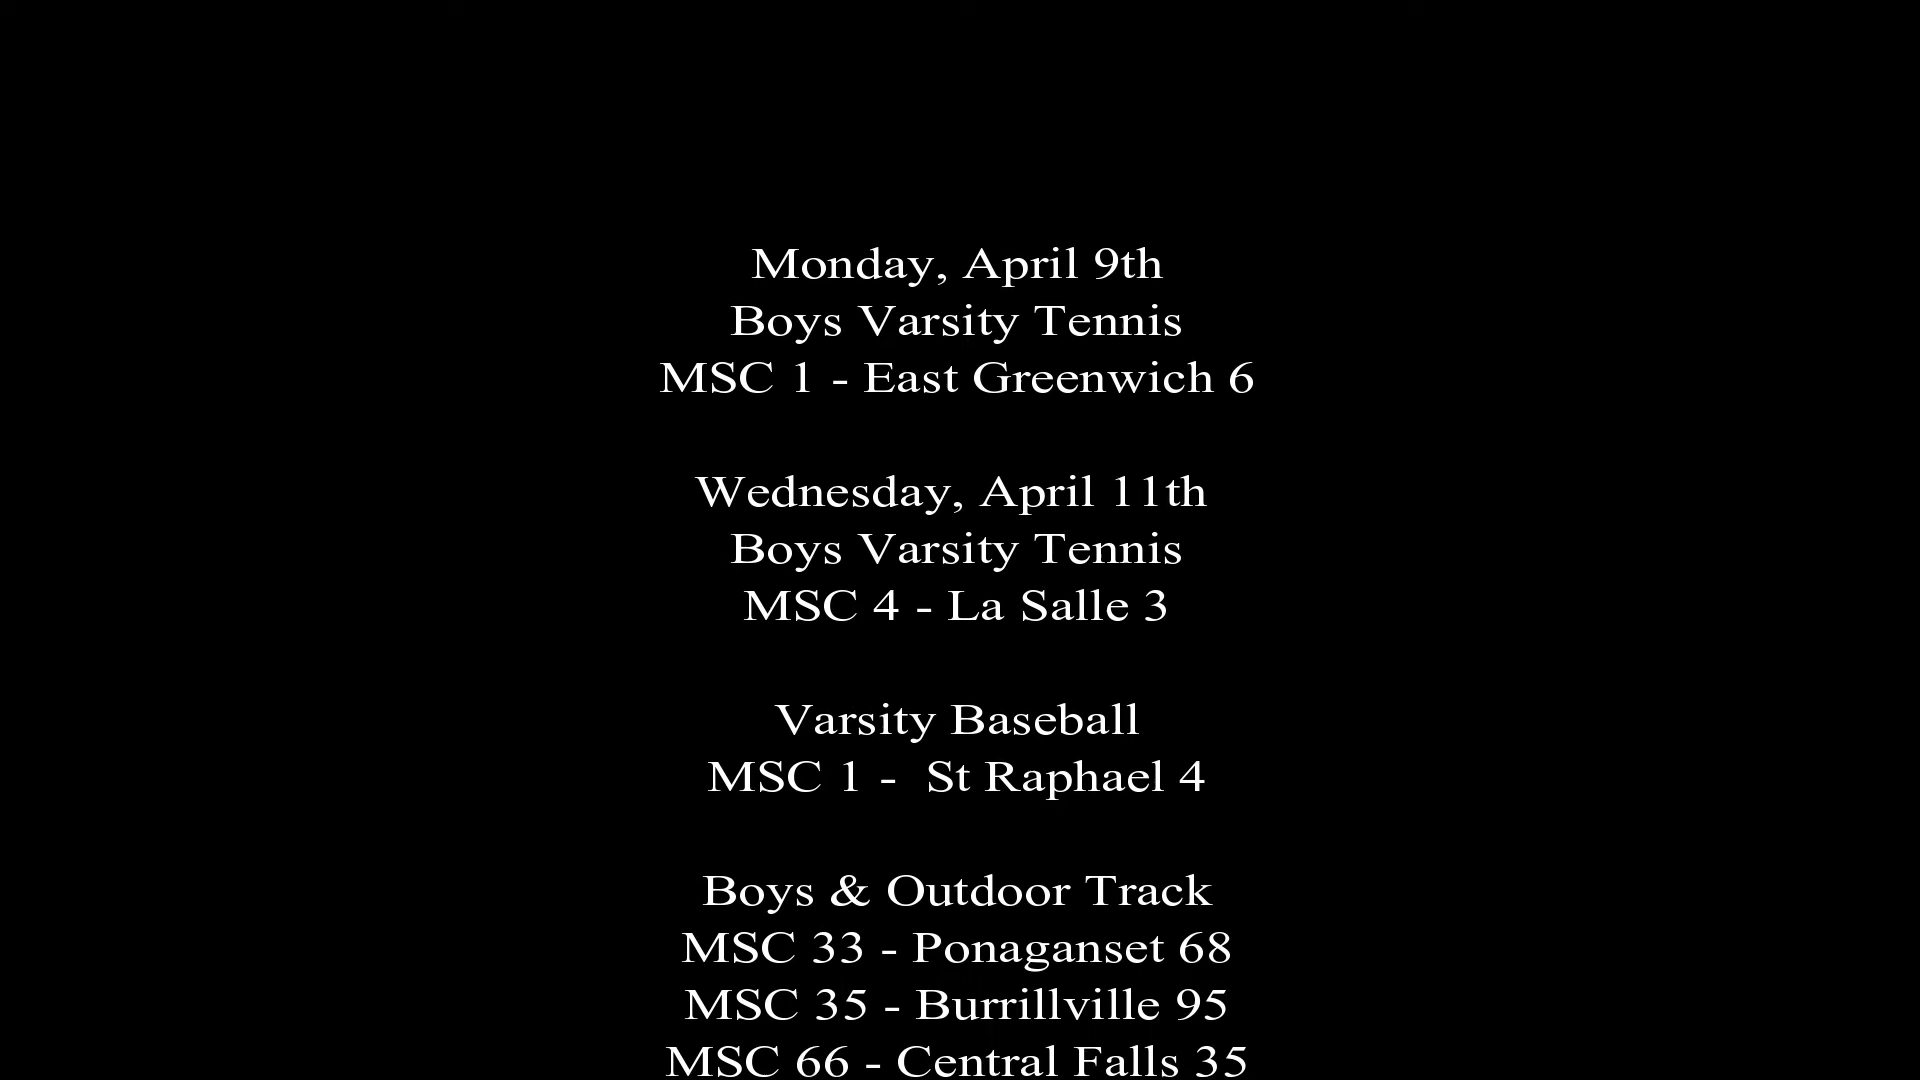 Monday, April 9th
Boys Varsity Tennis
MSC 1 - East Greenwich 6
Wednesday, April 11th
Boys Varsity Tennis
MSC 4 - La Salle 3
Varsity Baseball
MSC 1 -  St Raphael 4
Boys & Outdoor Track
MSC 33 - Ponaganset 68
MSC 35 - Burrillville 95
MSC 66 - Central Falls 35